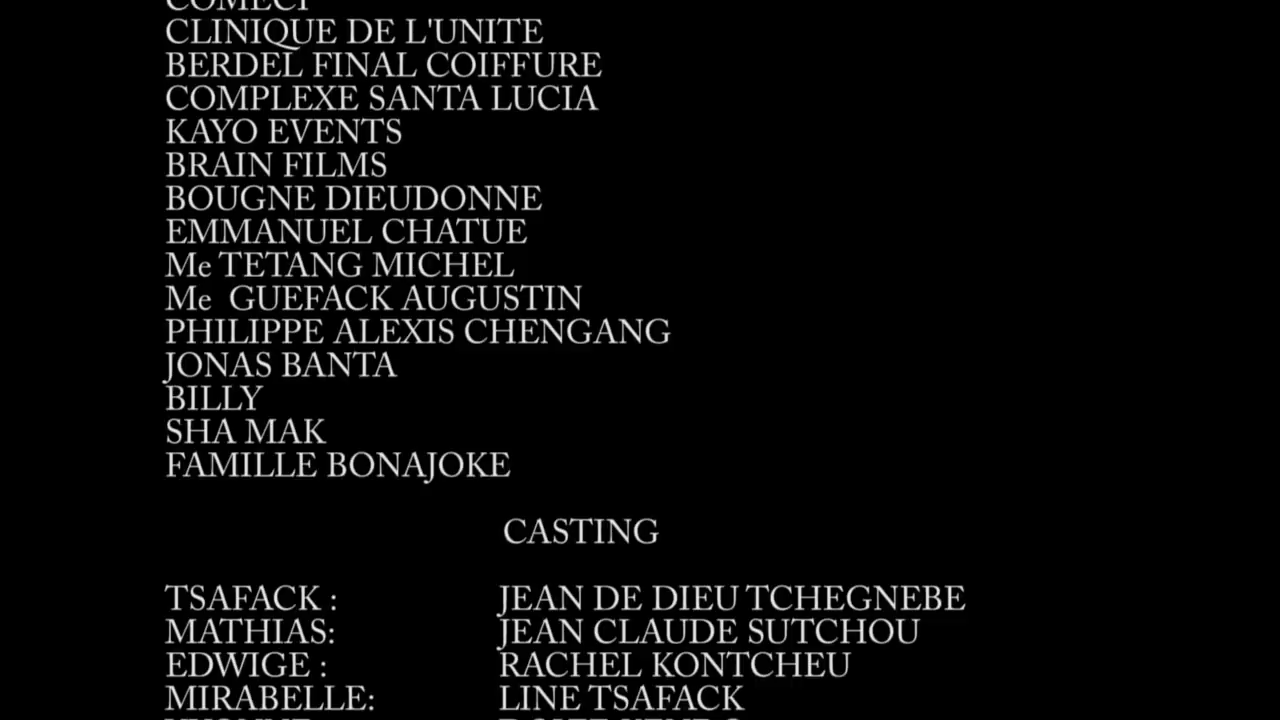 COMECI
CLINIQUE DE L'UNITE
BERDEL FINAL COIFFURE
COMPLEXE SANTA LUCIA
KAYO EVENTS
BRAIN FILMS
BOUGNE DIEUDONNE
EMMANUEL CHATUE
Me TETANG MICHEL
Me GUEFACK AUGUSTIN
PHILIPPE ALEXIS CHENGANG
JONAS BANTA
BILLY
SHA MAK
FAMILLE BONAJOKE
CASTING
TSAFACK : JEAN DE DIEU TCHEGNEBE
MATHIAS: JEAN CLAUDE SUTCHOU
EDWIGE : RACHEL KONTCHEU
MIRABELLE: LINE TSAFACK